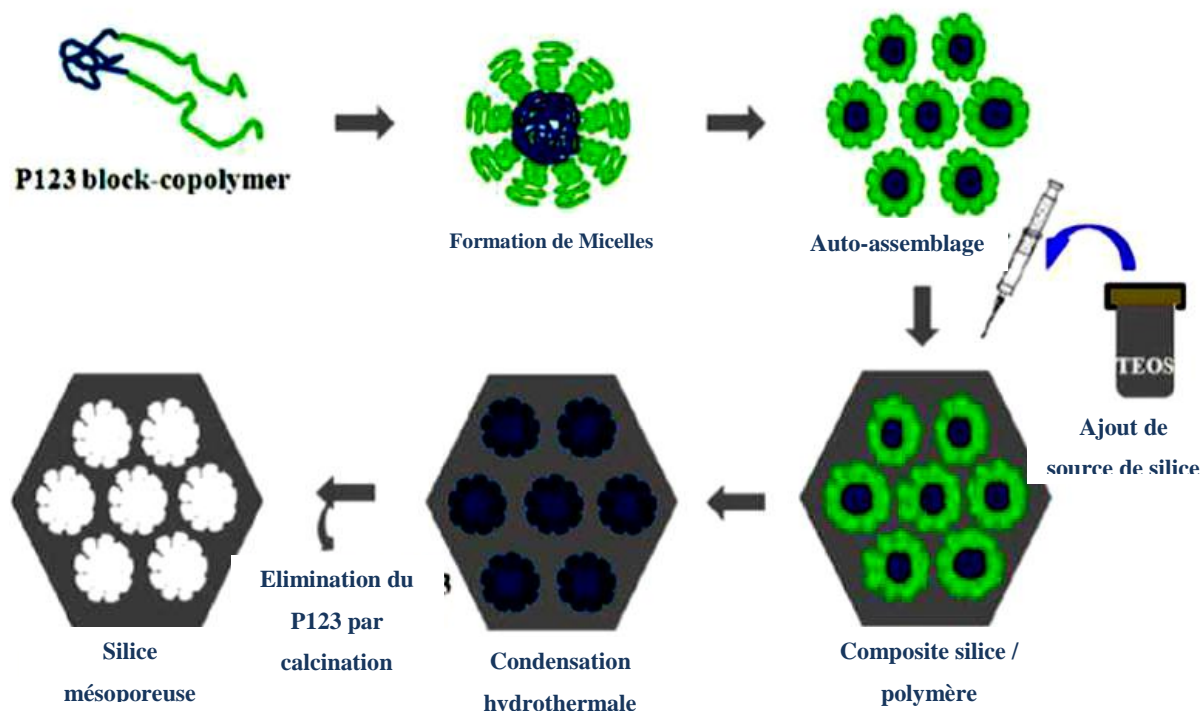 P123 block-copolymer
Formation de Micelles
Auto-assemblage
TEOS
Ajout de
source de silice
Composite silice /
polymère
Condensation
hydrothermale
Elimination du
P123 par
calcination
Silice
mésoporeuse